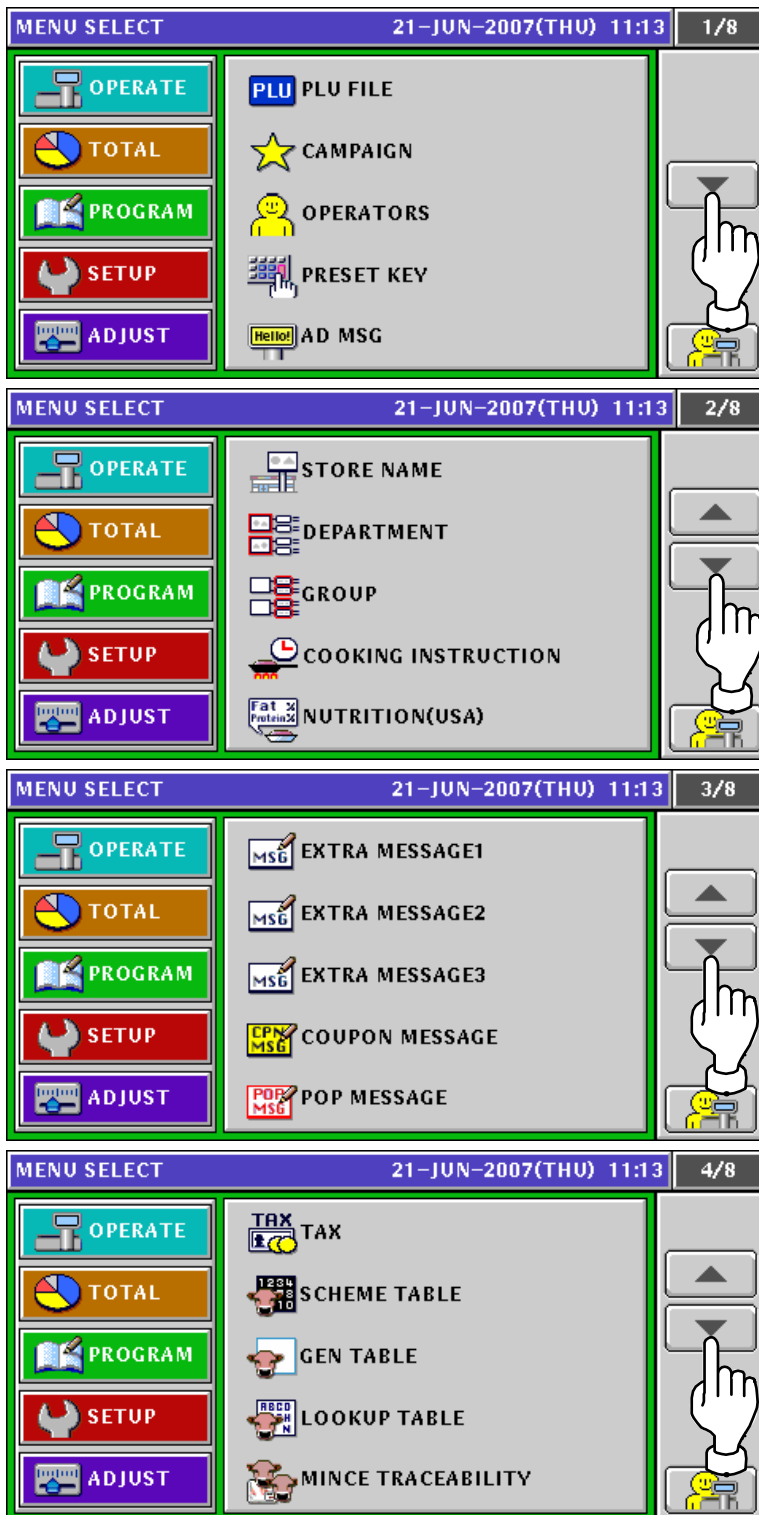 MENU SELECT 21-JUN-2007(THU) 11:13 1/8
OPERATE
TOTAL
PROGRAM
SETUP
ADJUST
PLU PLU FILE
CAMPAIGN
OPERATORS
PRESET KEY
Hello! AD MSG
MENU SELECT 21-JUN-2007(THU) 11:13 2/8
OPERATE
TOTAL
PROGRAM
SETUP
ADJUST
STORE NAME
DEPARTMENT
GROUP
COOKING INSTRUCTION
Fat %
Protein%
NUTRITION(USA)
MENU SELECT 21-JUN-2007(THU) 11:13 3/8
OPERATE
TOTAL
PROGRAM
SETUP
ADJUST
MSG EXTRA MESSAGE1
MSG EXTRA MESSAGE2
MSG EXTRA MESSAGE3
CPN
MSG
COUPON MESSAGE
POP
MSG
POP MESSAGE
MENU SELECT 21-JUN-2007(THU) 11:13 4/8
OPERATE
TOTAL
PROGRAM
SETUP
ADJUST
TAX
TAX
1234
8
10
SCHEME TABLE
GEN TABLE
ABCD
H
N
LOOKUP TABLE
MINCE TRACEABILITY